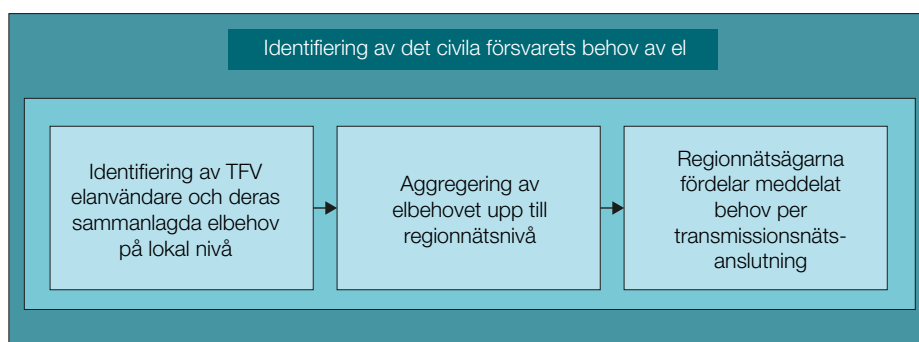 Identifiering av det civila försvarets behov av el
Identifiering av TFV
elanvändare och deras
sammanlagda elbehov
på lokal nivå
Aggregering av
elbehovet upp till
regionnätsnivå
Regionnätsägarna
fördelar meddelat
behov per
transmissionsnäts-
anslutning